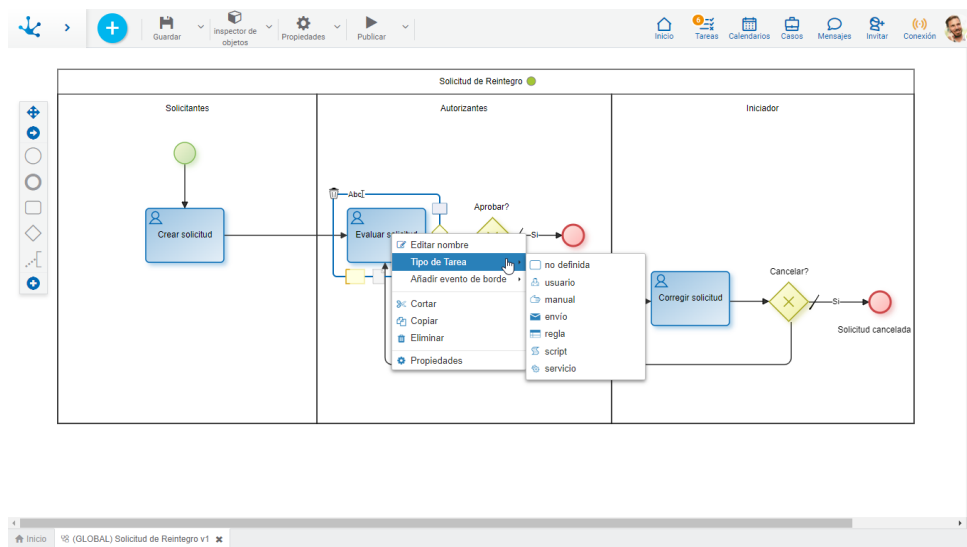 Guardar
inspector de
objetos
Propiedades
Publicar
Inicio
6
Tareas
Calendarios
Casos
Mensajes
Invitar
Conexión
Solicitud de Reintegro
Solicitantes
Autorizantes
Iniciador
Abc
Aprobar?
Crear solicitud
Si
Editar nombre
Tipo de Tarea
Añadir evento de borde
Cortar
Copiar
Eliminar
Propiedades
no definida
usuario
manual
envío
regla
script
servicio
Cancelar?
Corregir solicitud
Si
Solicitud cancelada
Inicio
(GLOBAL) Solicitud de Reintegro v1